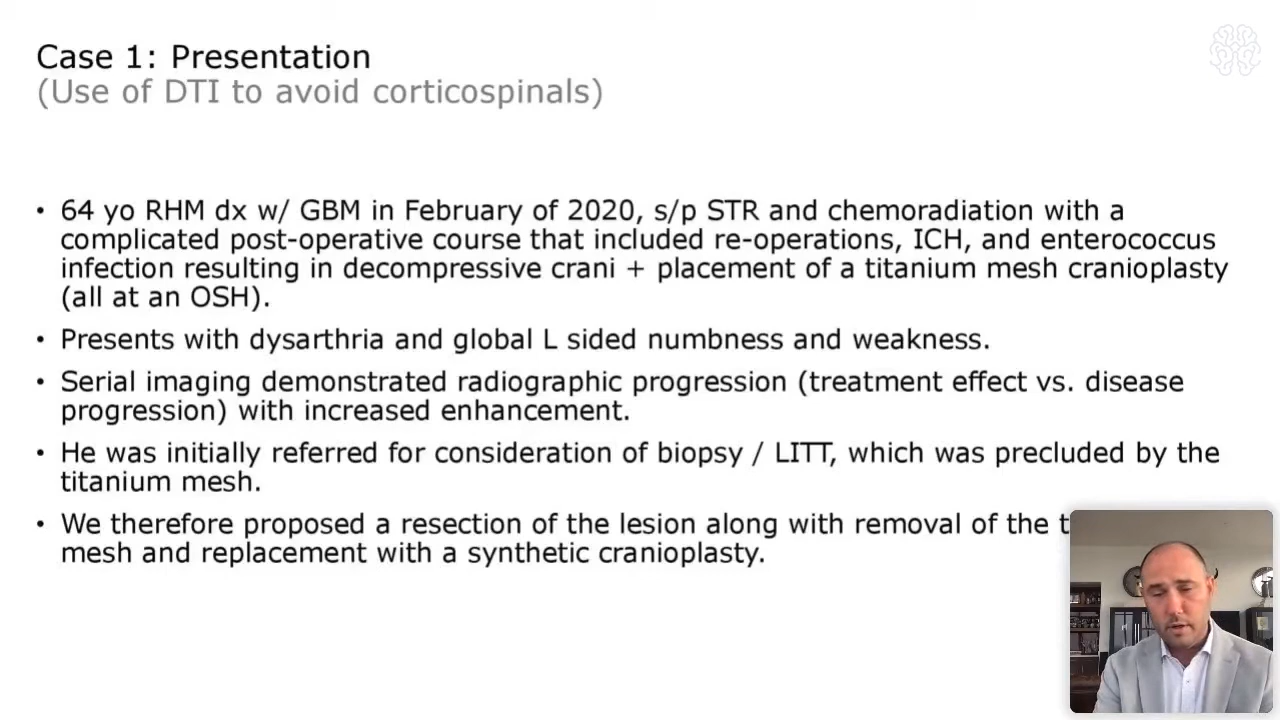 Case 1: Presentation
(Use of DTI to avoid corticospinals)
• 64 yo RHM dx w/ GBM in February of 2020, s/p STR and chemoradiation with a
complicated post-operative course that included re-operations, ICH, and enterococcus
infection resulting in decompressive crani + placement of a titanium mesh cranioplasty
(all at an OSH).
• Presents with dysarthria and global L sided numbness and weakness.
• Serial imaging demonstrated radiographic progression (treatment effect vs. disease
progression) with increased enhancement.
• He was initially referred for consideration of biopsy / LITT, which was precluded by the
titanium mesh.
• We therefore proposed a resection of the lesion along with removal of the
mesh and replacement with a synthetic cranioplasty.